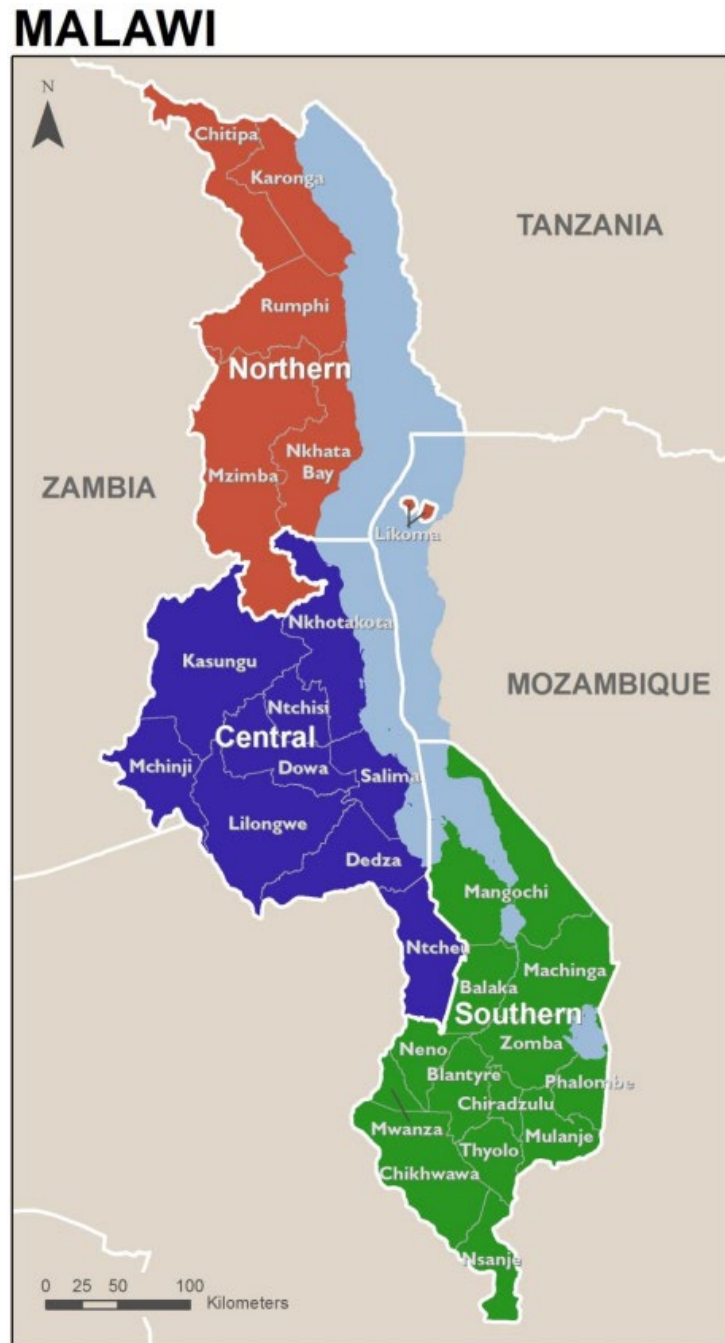 MALAWI
N
Chitipa
Karonga
TANZANIA
Rumphi
Northern
Nkhata
Bay
Mzimba
ZAMBIA
Likoma
Nkhotakota
Kasungu
MOZAMBIQUE
Ntchisi
Central
Mchinji
Dowa
Salima
Lilongwe
Dedza
Mangochi
Ntcheu
Machinga
Balaka
Southern
Zomba
Neno
Blantyre
Phalombe
Chiradzulu
Mwanza
Mulanje
Thyolo
Chikhwawa
Nsanje
0 25 50 100
Kilometers